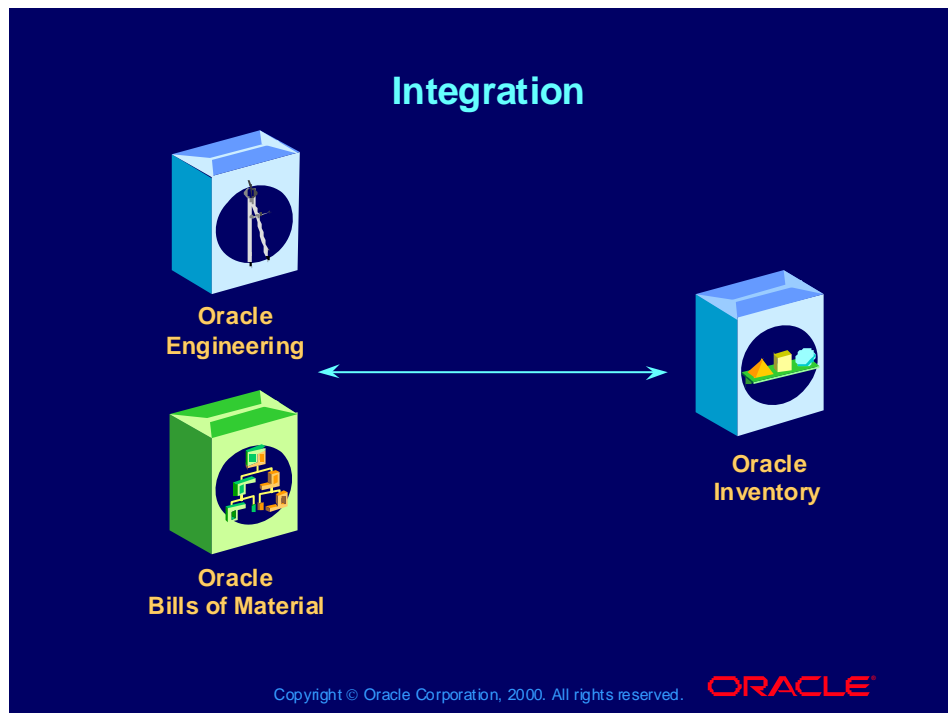 Integration
Oracle
Engineering
Oracle
Inventory
Oracle
Bills of Material
Copyright © Oracle Corporation, 2000. All rights reserved.
ORACLE®